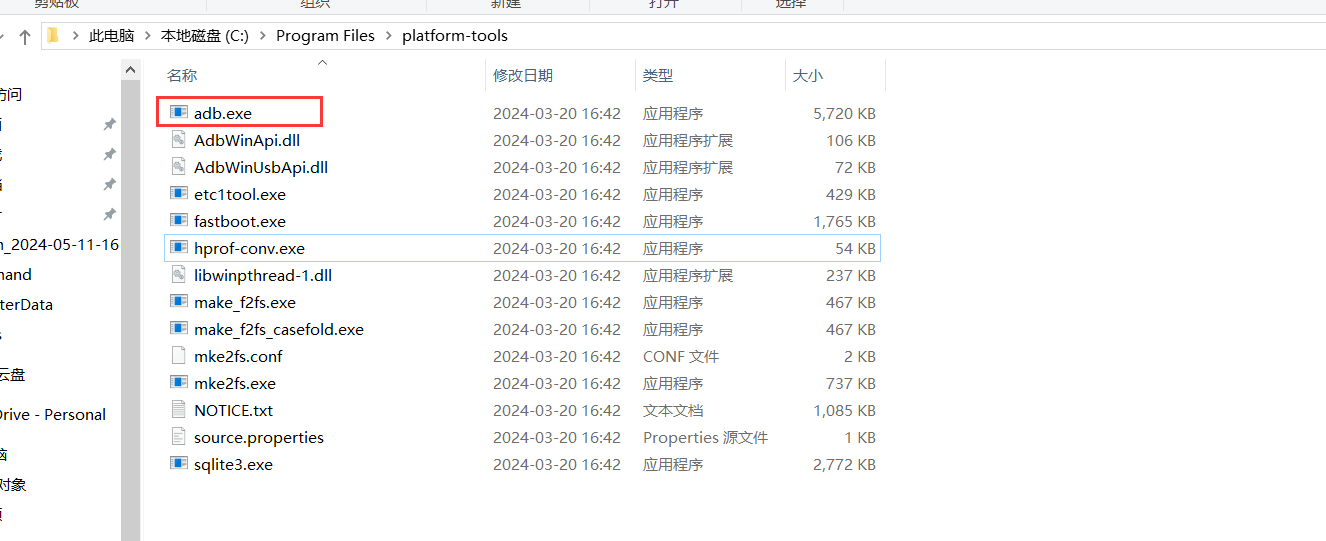 剪贴板 组织 新建 打开 选择
此电脑 本地磁盘 (C:) Program Files platform-tools
名称 修改日期 类型 大小
访问
adb.exe 2024-03-20 16:42 应用程序 5,720 KB
AdbWinApi.dll 2024-03-20 16:42 应用程序扩展 106 KB
AdbWinUsbApi.dll 2024-03-20 16:42 应用程序扩展 72 KB
etc1tool.exe 2024-03-20 16:42 应用程序 429 KB
fastboot.exe 2024-03-20 16:42 应用程序 1,765 KB
_2024-05-11-16 hprof-conv.exe 2024-03-20 16:42 应用程序 54 KB
mand libwinpthread-1.dll 2024-03-20 16:42 应用程序扩展 237 KB
terData make_f2fs.exe 2024-03-20 16:42 应用程序 467 KB
make_f2fs_casefold.exe 2024-03-20 16:42 应用程序 467 KB
mke2fs.conf 2024-03-20 16:42 CONF 文件 2 KB
云盘 mke2fs.exe 2024-03-20 16:42 应用程序 737 KB
Drive - Personal NOTICE.txt 2024-03-20 16:42 文本文档 1,085 KB
source.properties 2024-03-20 16:42 Properties 源文件 1 KB
sqlite3.exe 2024-03-20 16:42 应用程序 2,772 KB
对象